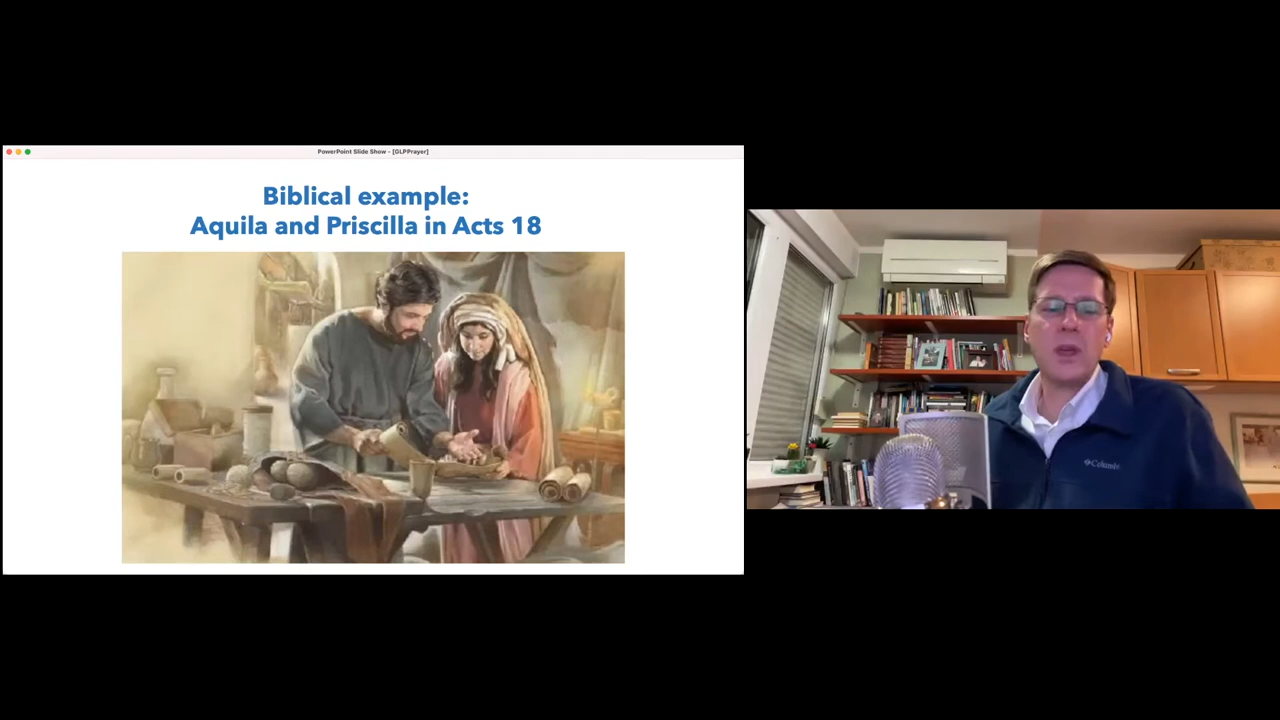 PowerPoint Slide Show - [GLPPrayer]
Biblical example:
Aquila and Priscilla in Acts 18
Columbia